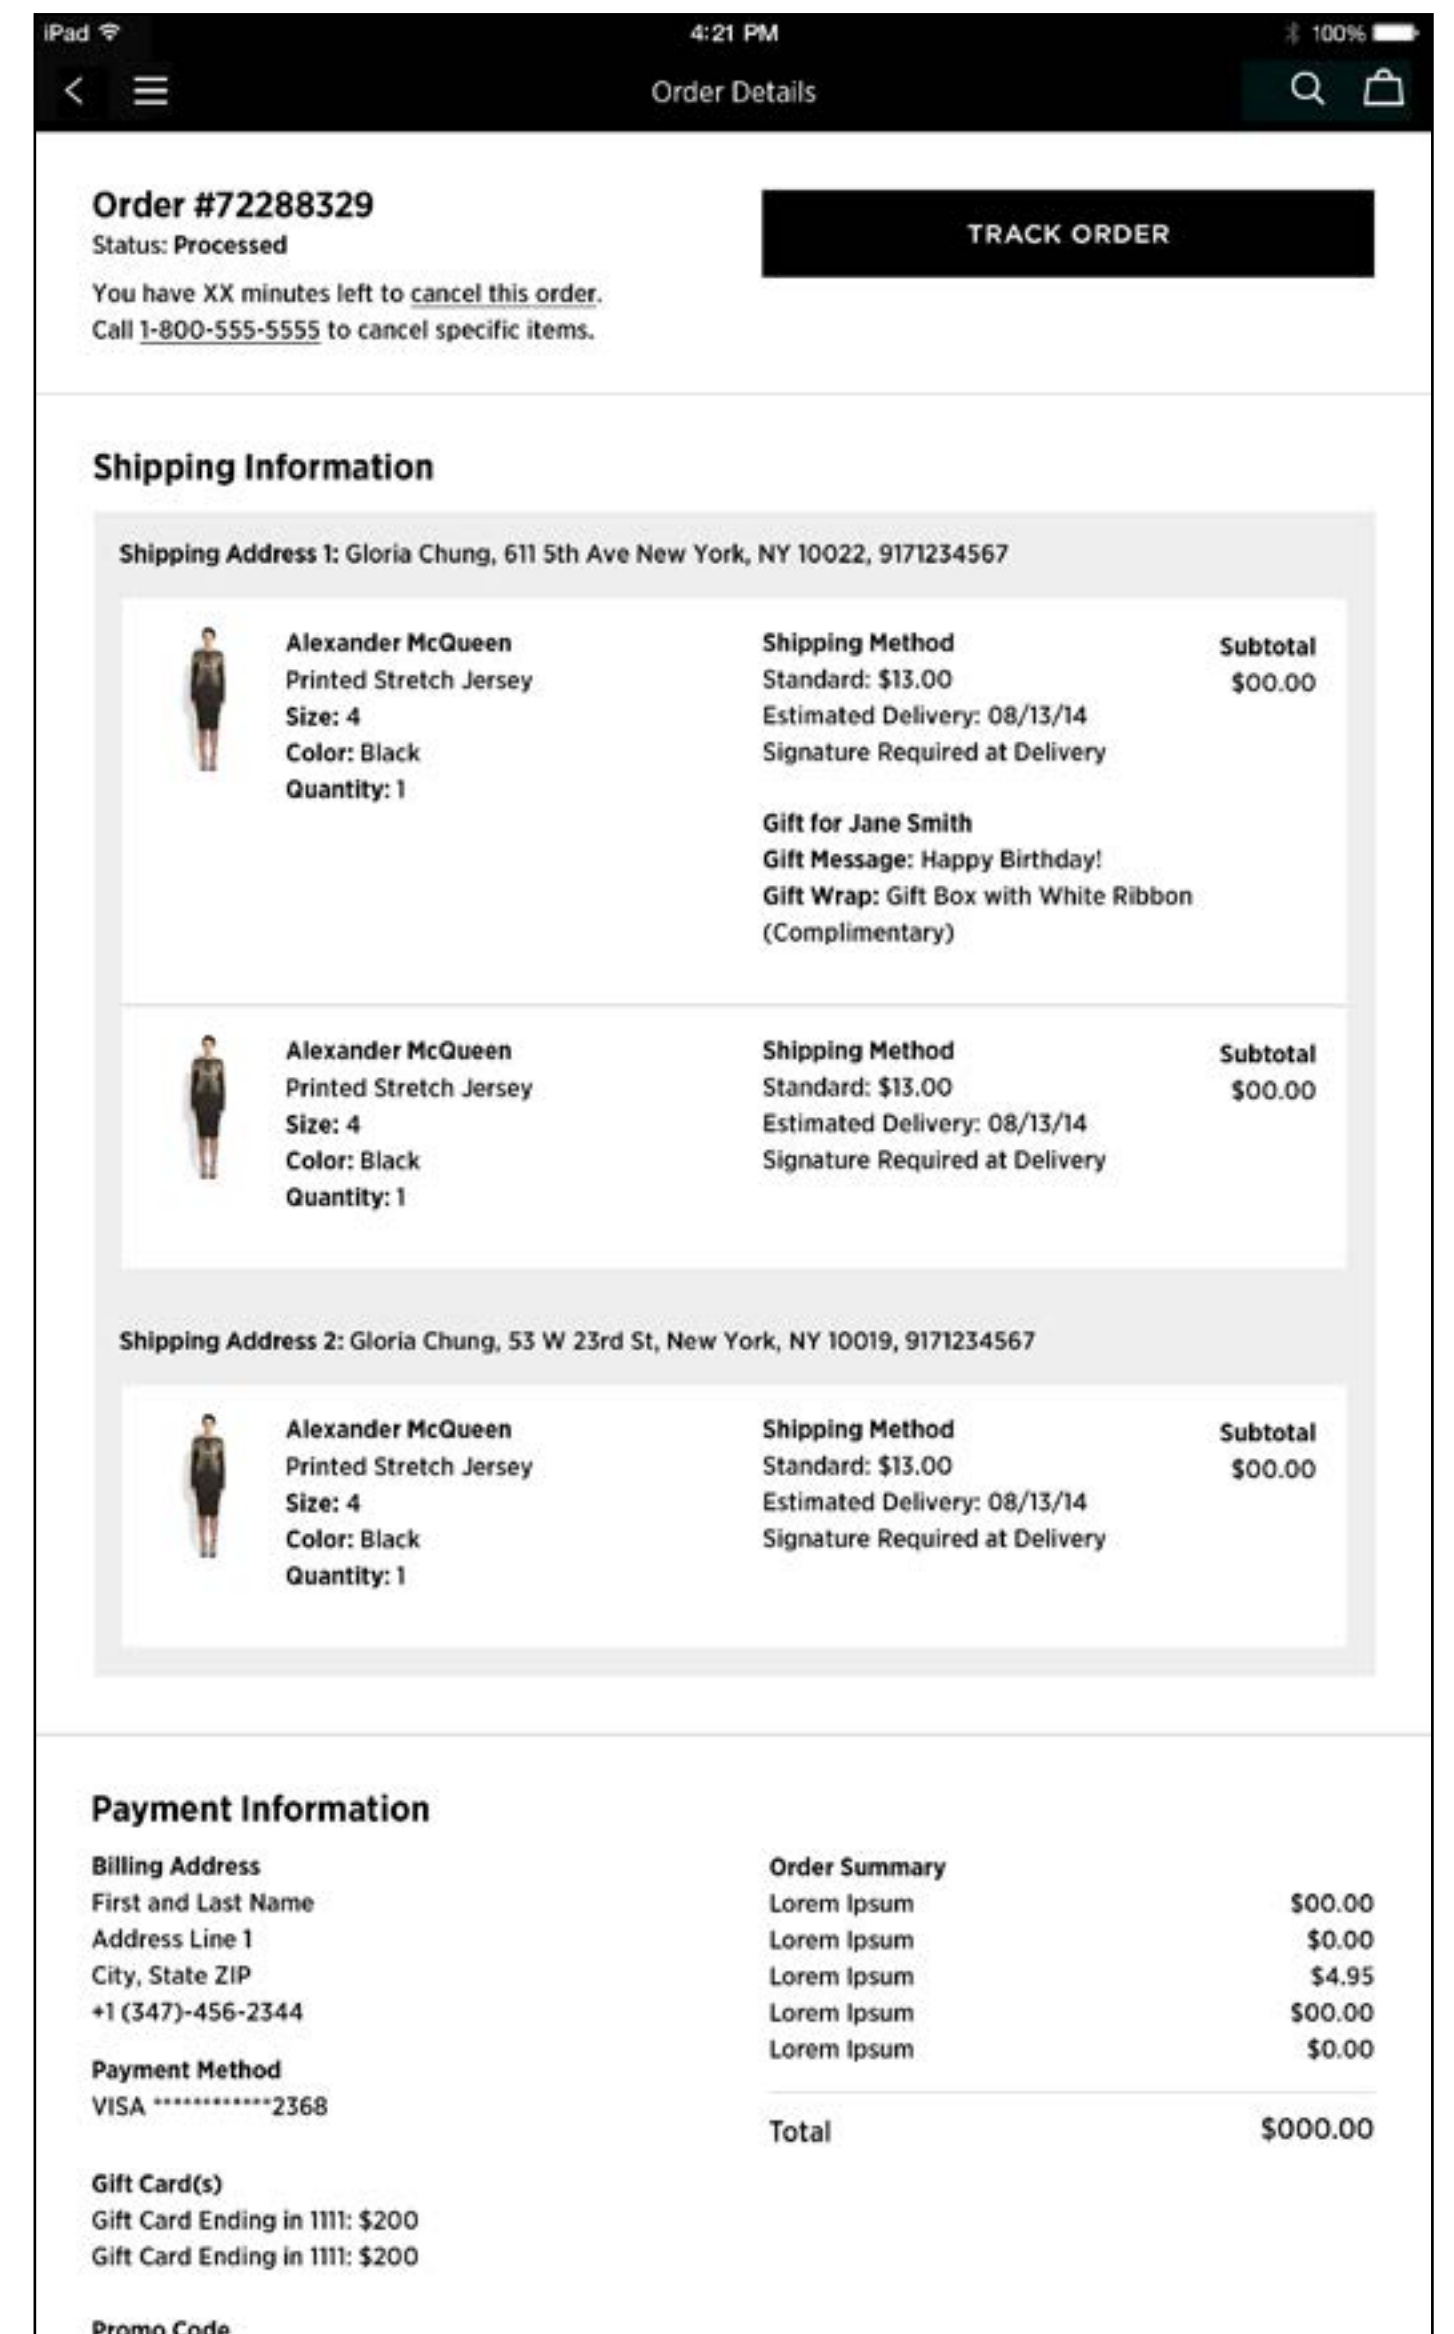 iPad 4:21 PM 100%
Order Details
Order #72288329
TRACK ORDER
Status: Processed
You have XX minutes left to cancel this order.
Call 1-800-555-5555 to cancel specific items.
Shipping Information
Shipping Address 1: Gloria Chung, 611 5th Ave New York, NY 10022, 9171234567
Alexander McQueen
Printed Stretch Jersey
Size: 4
Color: Black
Quantity: 1
Shipping Method
Standard: $13.00
Estimated Delivery: 08/13/14
Signature Required at Delivery
Gift for Jane Smith
Gift Message: Happy Birthday!
Gift Wrap: Gift Box with White Ribbon
(Complimentary)
Subtotal
$00.00
Alexander McQueen
Printed Stretch Jersey
Size: 4
Color: Black
Quantity: 1
Shipping Method
Standard: $13.00
Estimated Delivery: 08/13/14
Signature Required at Delivery
Subtotal
$00.00
Shipping Address 2: Gloria Chung, 53 W 23rd St, New York, NY 10019, 9171234567
Alexander McQueen
Printed Stretch Jersey
Size: 4
Color: Black
Quantity: 1
Shipping Method
Standard: $13.00
Estimated Delivery: 08/13/14
Signature Required at Delivery
Subtotal
$00.00
Payment Information
Billing Address
First and Last Name
Address Line 1
City, State ZIP
+1 (347)-456-2344
Payment Method
VISA ************2368
Gift Card(s)
Gift Card Ending in 1111: $200
Gift Card Ending in 1111: $200
Promo Code
Order Summary
Lorem Ipsum $00.00
Lorem Ipsum $0.00
Lorem Ipsum $4.95
Lorem Ipsum $00.00
Lorem Ipsum $0.00
Total $000.00